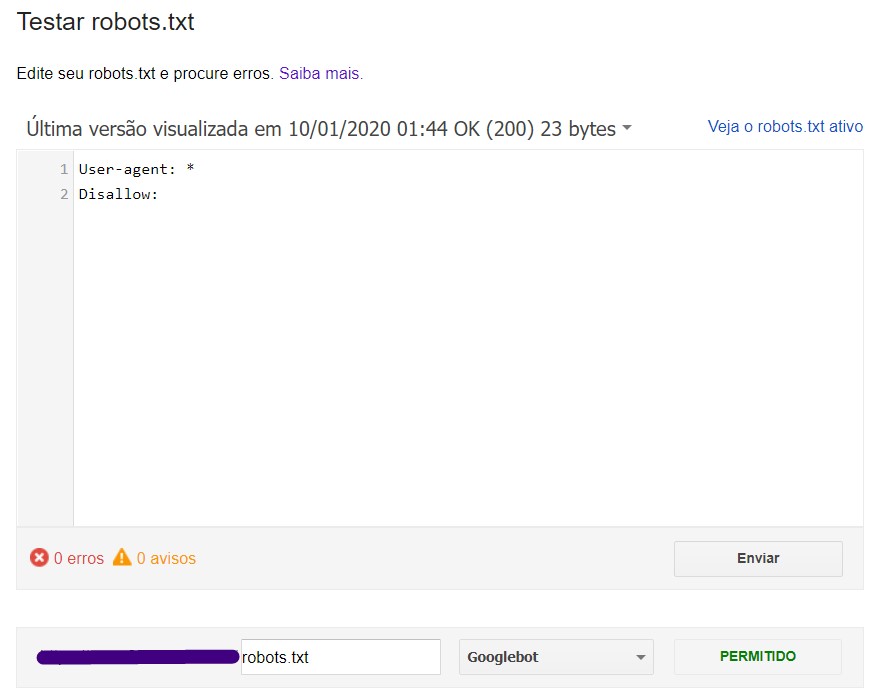 Testar robots.txt
Edite seu robots.txt e procure erros. Saiba mais.
Última versão visualizada em 10/01/2020 01:44 OK (200) 23 bytes
Veja o robots.txt ativo
1 User-agent: *
2 Disallow:
0 erros 0 avisos
Enviar
robots.txt
Googlebot
PERMITIDO